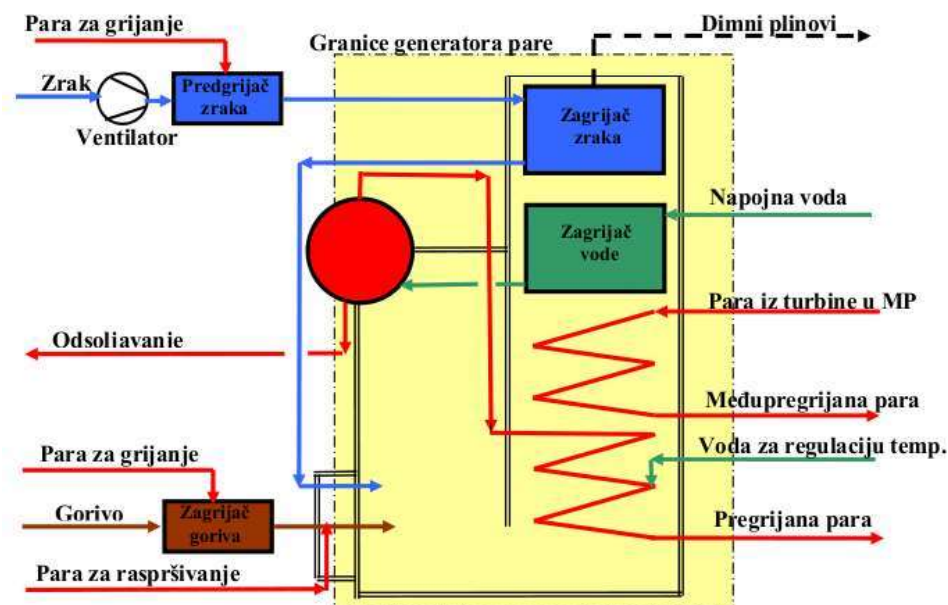 Para za grijanje
Granice generatora pare
Dimni plinovi
Zrak
Predgrijač
zraka
Ventilator
Zagrijač
zraka
Napojna voda
Zagrijač
vode
Para iz turbine u MP
Odsoliavanje
Međupregrijana para
Voda za regulaciju temp.
Para za grijanje
Gorivo
Zagrijač
goriva
Pregrijana para
Para za raspršivanje